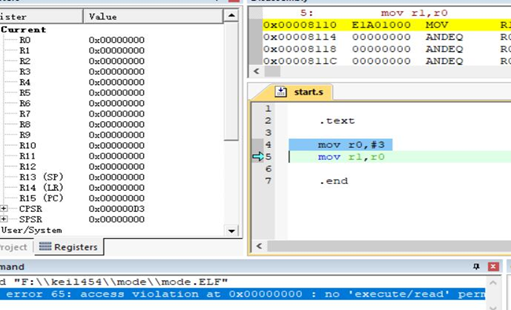 ister Value
Current
R0 0x00000000
R1 0x00000000
R2 0x00000000
R3 0x00000000
R4 0x00000000
R5 0x00000000
R6 0x00000000
R7 0x00000000
R8 0x00000000
R9 0x00000000
R10 0x00000000
R11 0x00000000
R12 0x00000000
R13 (SP) 0x00000000
R14 (LR) 0x00000000
R15 (PC) 0x00000000
CPSR 0x000000D3
SPSR 0x00000000
User/System
roject Registers
5: mov r1,r0
0x00008110 E1A01000 MOV R1
0x00008114 00000000 ANDEQ R0
0x00008118 00000000 ANDEQ R0
0x0000811C 00000000 ANDEQ R0
start.s
1
2 .text
3
4 mov r0,#3
5 mov r1,r0
6
7 .end
mand
d "F:\\keil454\\mode\\mode.ELF"
error 65: access violation at 0x00000000 : no 'execute/read' perm